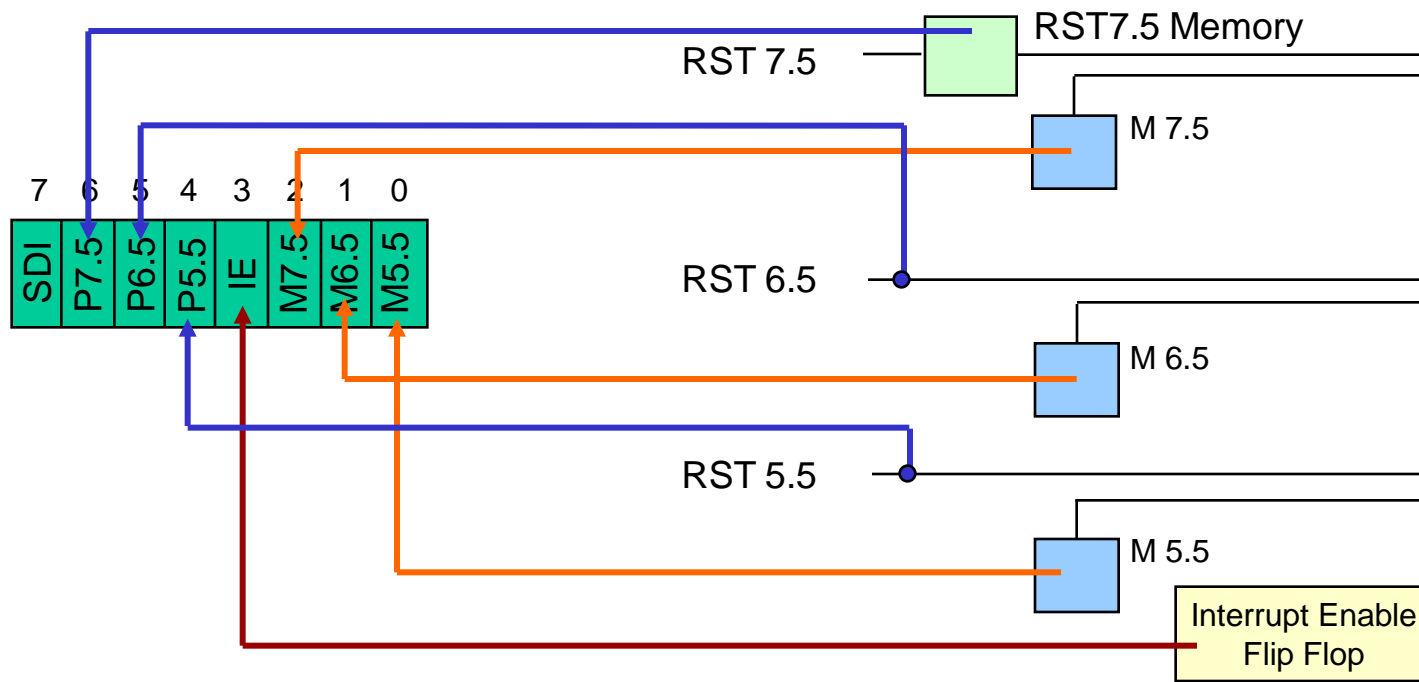 RST7.5 Memory
RST 7.5
M 7.5
7 6 5 4 3 2 1 0
SDI
P7.5
P6.5
P5.5
IE
M7.5
M6.5
M5.5
RST 6.5
M 6.5
RST 5.5
M 5.5
Interrupt Enable
Flip Flop